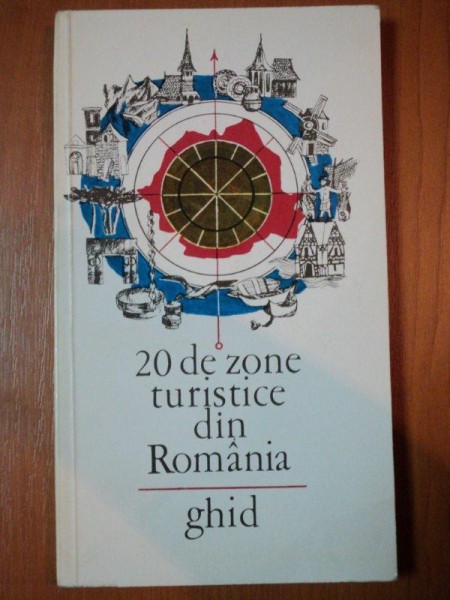 20 de zone
turistice
din
România
ghid